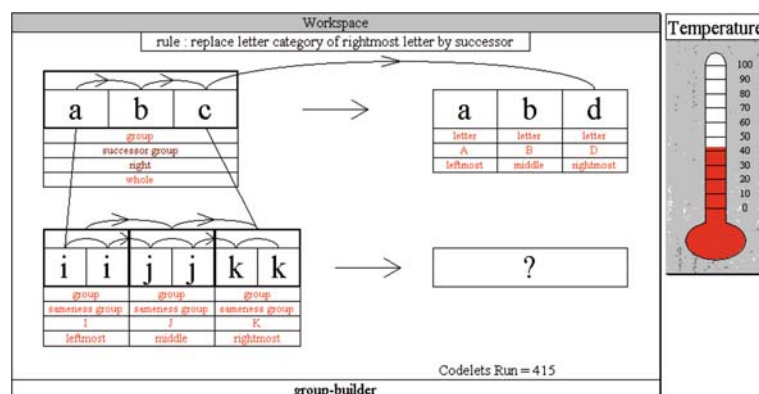 Workspace
rule : replace letter category of rightmost letter by successor
a b c
group
successor group
right
whole
a b d
letter letter letter
A B D
leftmost middle rightmost
i i j j k k
group group group
sameness group sameness group sameness group
I J K
leftmost middle rightmost
?
Codelets Run = 415
group-builder
Temperature
100
90
80
70
60
50
40
30
20
10
0